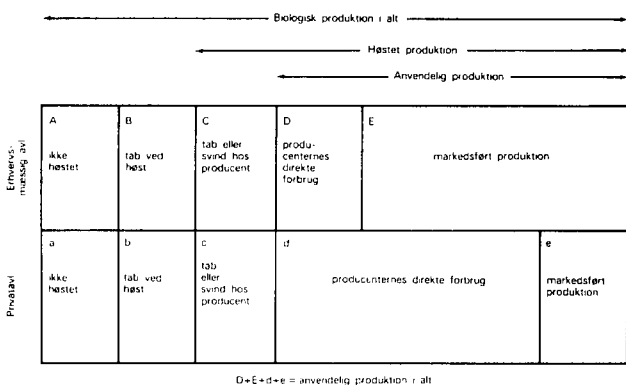 Biologisk produktion i alt
Høstet produktion
Anvendelig produktion
Erhvervs-
mæssig avl
A
ikke
høstet
B
tab ved
høst
C
tab eller
svind hos
producent
D
produ-
centernes
direkte
forbrug
E
markedsført produktion
Privatavl
a
ikke
høstet
b
tab ved
høst
c
tab
eller
svind hos
producent
d
producenternes direkte forbrug
e
markedsført
produktion
D+E+d+e = anvendelig produktion i alt